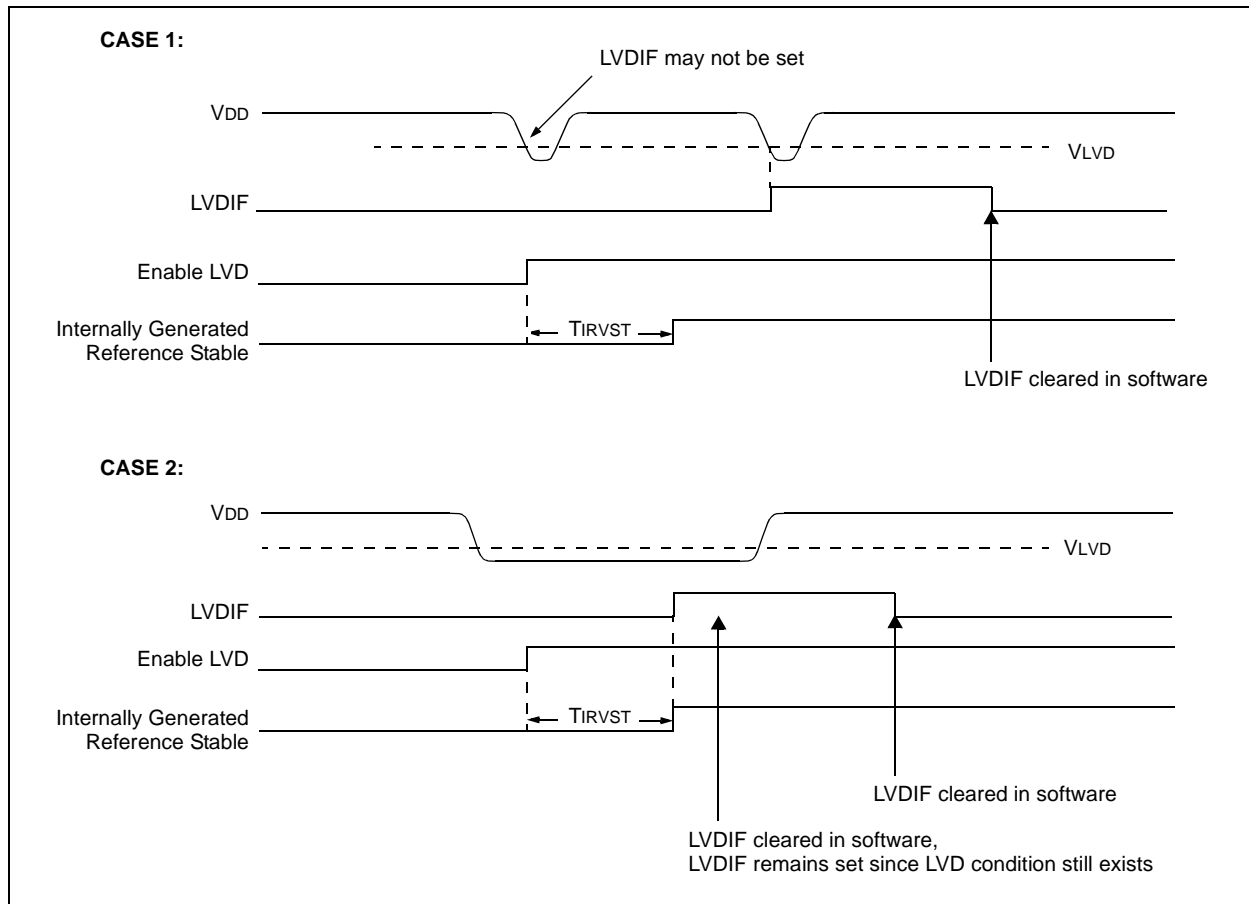 CASE 1:
LVDIF may not be set
VDD
VLVD
LVDIF
Enable LVD
Internally Generated
Reference Stable
TIRVST
LVDIF cleared in software
CASE 2:
VDD
VLVD
LVDIF
Enable LVD
Internally Generated
Reference Stable
TIRVST
LVDIF cleared in software
LVDIF cleared in software,
LVDIF remains set since LVD condition still exists